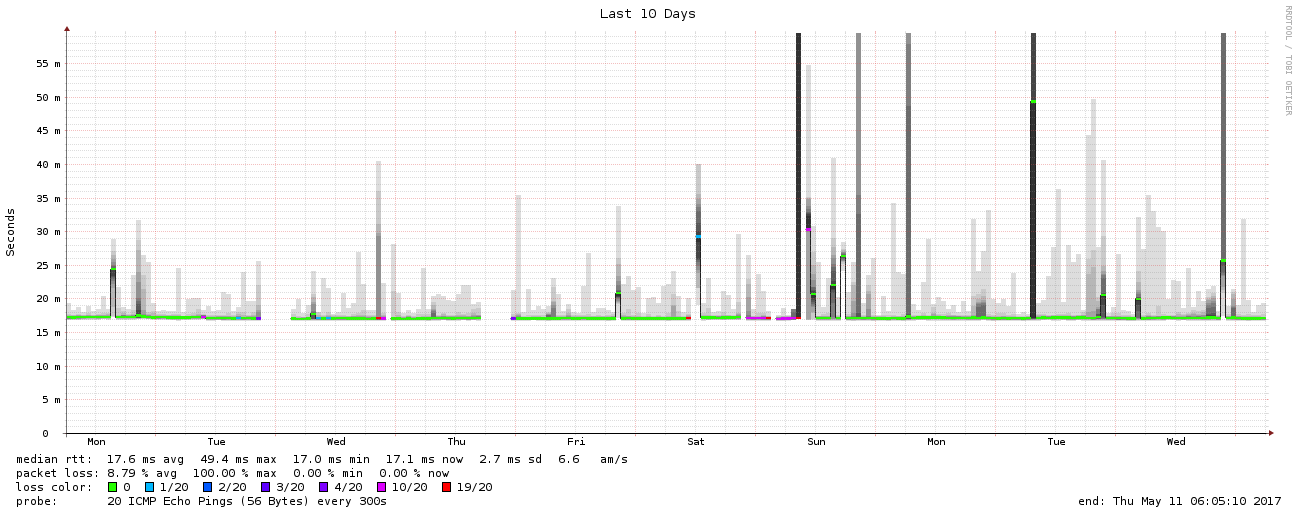 Last 10 Days
RRDTOOL / TOBI OETIKER
Seconds
55 m
50 m
45 m
40 m
35 m
30 m
25 m
20 m
15 m
10 m
5 m
0
Mon Tue Wed Thu Fri Sat Sun Mon Tue Wed
median rtt: 17.6 ms avg 49.4 ms max 17.0 ms min 17.1 ms now 2.7 ms sd 6.6 am/s
packet loss: 8.79 % avg 100.00 % max 0.00 % min 0.00 % now
loss color: 0 1/20 2/20 3/20 4/20 10/20 19/20
probe: 20 ICMP Echo Pings (56 Bytes) every 300s end: Thu May 11 06:05:10 2017